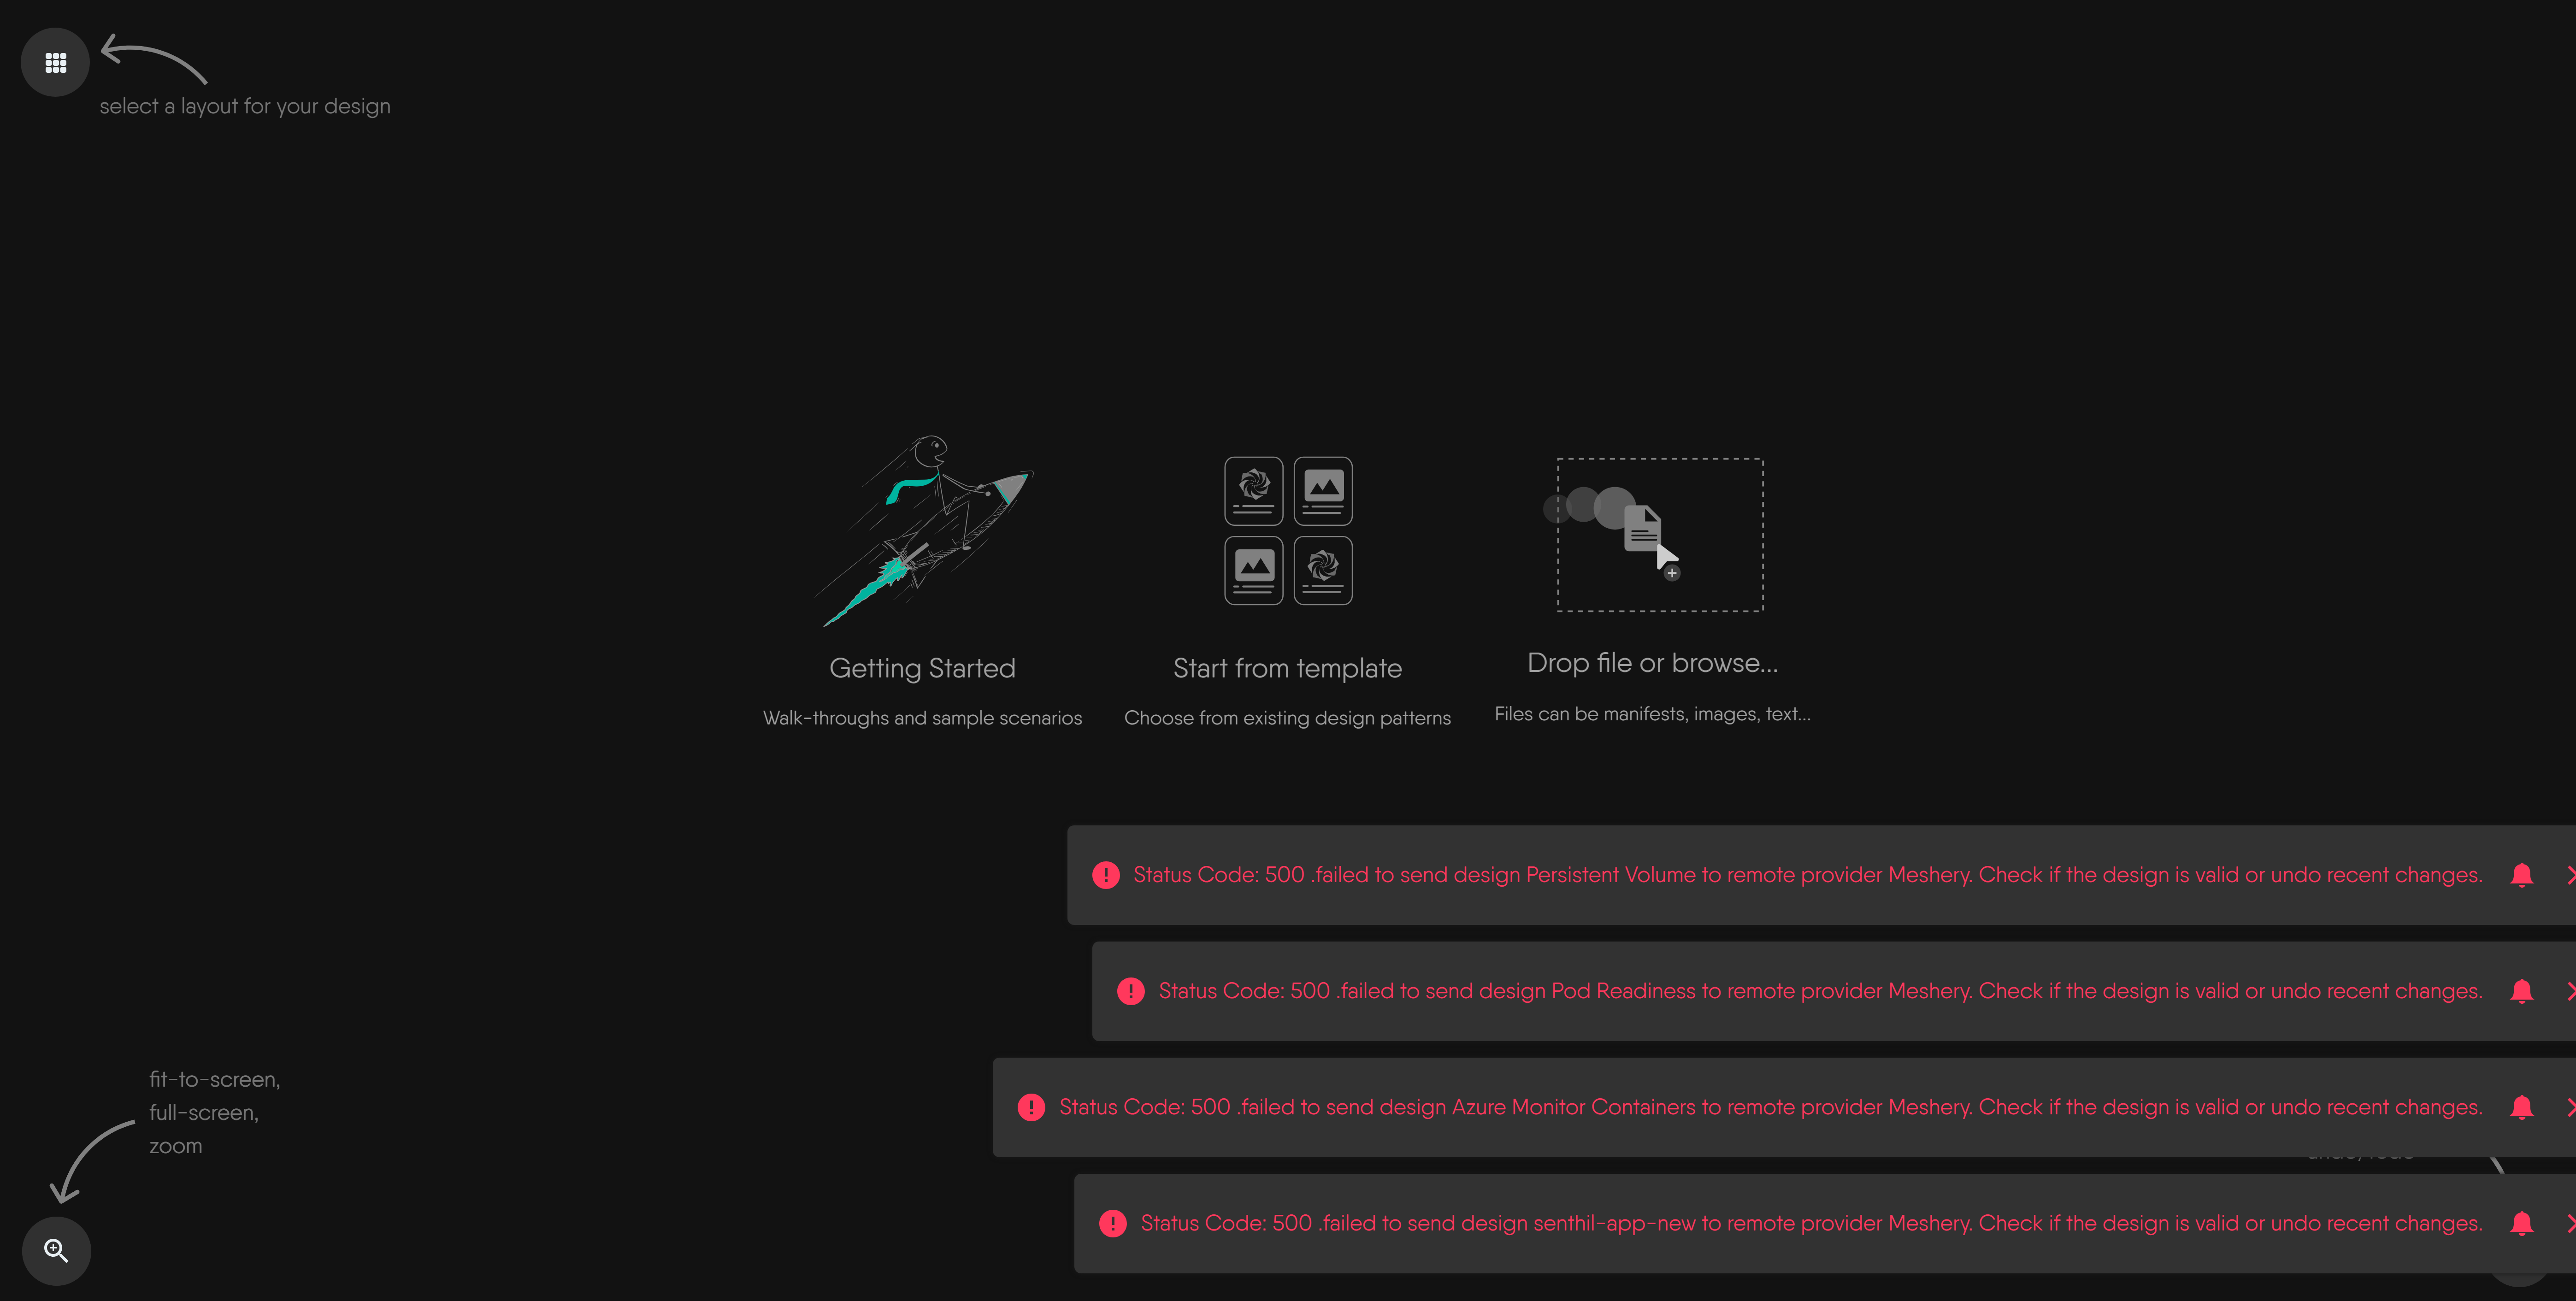 select a layout for your design
Getting Started
Walk-throughs and sample scenarios
Start from template
Choose from existing design patterns
Drop file or browse...
Files can be manifests, images, text...
Status Code: 500 .failed to send design Persistent Volume to remote provider Meshery. Check if the design is valid or undo recent changes.
Status Code: 500 .failed to send design Pod Readiness to remote provider Meshery. Check if the design is valid or undo recent changes.
Status Code: 500 .failed to send design Azure Monitor Containers to remote provider Meshery. Check if the design is valid or undo recent changes.
Status Code: 500 .failed to send design senthil-app-new to remote provider Meshery. Check if the design is valid or undo recent changes.
fit-to-screen,
full-screen,
zoom